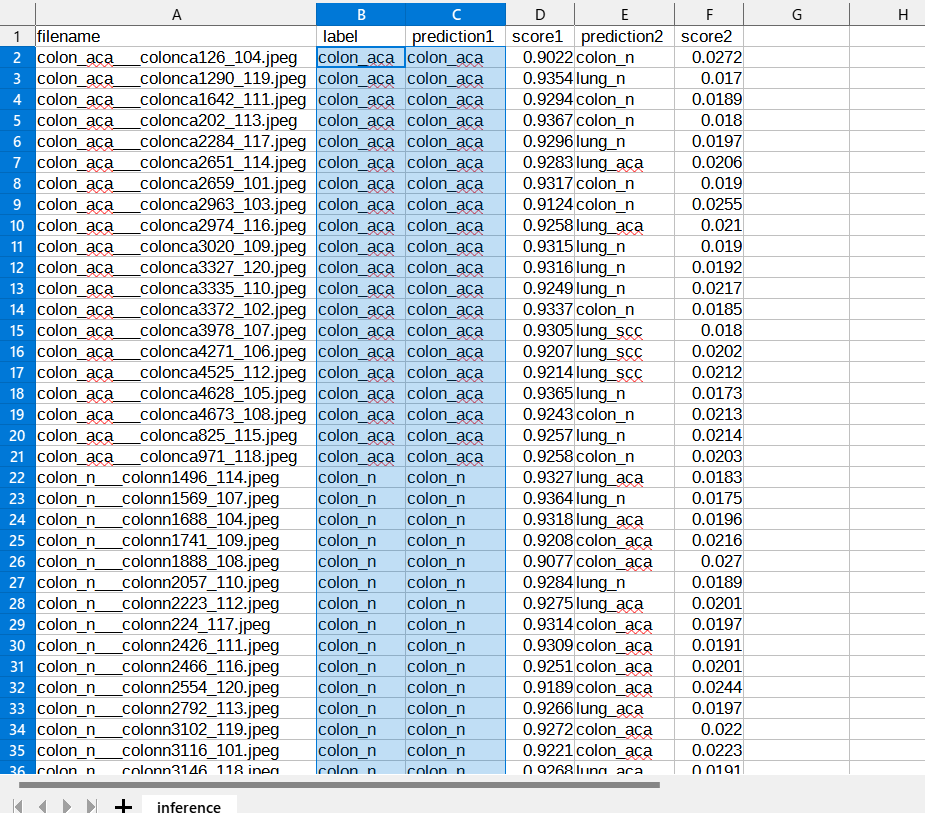 A B C D E F G H
1 filename label prediction1 score1 prediction2 score2
2 colon_aca___colonca126_104.jpeg colon_aca colon_aca 0.9022 colon_n 0.0272
3 colon_aca___colonca1290_119.jpeg colon_aca colon_aca 0.9354 lung_n 0.017
4 colon_aca___colonca1642_111.jpeg colon_aca colon_aca 0.9294 colon_n 0.0189
5 colon_aca___colonca202_113.jpeg colon_aca colon_aca 0.9367 colon_n 0.018
6 colon_aca___colonca2284_117.jpeg colon_aca colon_aca 0.9296 lung_n 0.0197
7 colon_aca___colonca2651_114.jpeg colon_aca colon_aca 0.9283 lung_aca 0.0206
8 colon_aca___colonca2659_101.jpeg colon_aca colon_aca 0.9317 colon_n 0.019
9 colon_aca___colonca2963_103.jpeg colon_aca colon_aca 0.9124 colon_n 0.0255
10 colon_aca___colonca2974_116.jpeg colon_aca colon_aca 0.9258 lung_aca 0.021
11 colon_aca___colonca3020_109.jpeg colon_aca colon_aca 0.9315 lung_n 0.019
12 colon_aca___colonca3327_120.jpeg colon_aca colon_aca 0.9316 lung_n 0.0192
13 colon_aca___colonca3335_110.jpeg colon_aca colon_aca 0.9249 lung_n 0.0217
14 colon_aca___colonca3372_102.jpeg colon_aca colon_aca 0.9337 colon_n 0.0185
15 colon_aca___colonca3978_107.jpeg colon_aca colon_aca 0.9305 lung_scc 0.018
16 colon_aca___colonca4271_106.jpeg colon_aca colon_aca 0.9207 lung_scc 0.0202
17 colon_aca___colonca4525_112.jpeg colon_aca colon_aca 0.9214 lung_scc 0.0212
18 colon_aca___colonca4628_105.jpeg colon_aca colon_aca 0.9365 lung_n 0.0173
19 colon_aca___colonca4673_108.jpeg colon_aca colon_aca 0.9243 colon_n 0.0213
20 colon_aca___colonca825_115.jpeg colon_aca colon_aca 0.9257 lung_n 0.0214
21 colon_aca___colonca971_118.jpeg colon_aca colon_aca 0.9258 colon_n 0.0203
22 colon_n___colonn1496_114.jpeg colon_n colon_n 0.9327 lung_aca 0.0183
23 colon_n___colonn1569_107.jpeg colon_n colon_n 0.9364 lung_n 0.0175
24 colon_n___colonn1688_104.jpeg colon_n colon_n 0.9318 lung_aca 0.0196
25 colon_n___colonn1741_109.jpeg colon_n colon_n 0.9208 colon_aca 0.0216
26 colon_n___colonn1888_108.jpeg colon_n colon_n 0.9077 colon_aca 0.027
27 colon_n___colonn2057_110.jpeg colon_n colon_n 0.9284 lung_n 0.0189
28 colon_n___colonn2223_112.jpeg colon_n colon_n 0.9275 lung_aca 0.0201
29 colon_n___colonn224_117.jpeg colon_n colon_n 0.9314 colon_aca 0.0197
30 colon_n___colonn2426_111.jpeg colon_n colon_n 0.9309 colon_aca 0.0191
31 colon_n___colonn2466_116.jpeg colon_n colon_n 0.9251 colon_aca 0.0201
32 colon_n___colonn2554_120.jpeg colon_n colon_n 0.9189 colon_aca 0.0244
33 colon_n___colonn2792_113.jpeg colon_n colon_n 0.9266 lung_aca 0.0197
34 colon_n___colonn3102_119.jpeg colon_n colon_n 0.9272 colon_aca 0.022
35 colon_n___colonn3116_101.jpeg colon_n colon_n 0.9221 colon_aca 0.0223
36 colon_n___colonn3146_118.jpeg colon_n colon_n 0.9268 lung_aca 0.0191
inference